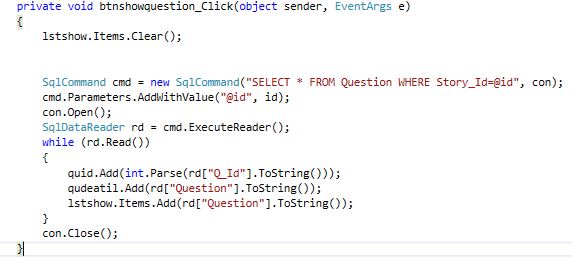 private void btnshowquestion_Click(object sender, EventArgs e)
{
lstshow.Items.Clear();
SqlCommand cmd = new SqlCommand("SELECT * FROM Question WHERE Story_Id=@id", con);
cmd.Parameters.AddWithValue("@id", id);
con.Open();
SqlDataReader rd = cmd.ExecuteReader();
while (rd.Read())
{
quid.Add(int.Parse(rd["Q_Id"].ToString()));
qudeatil.Add(rd["Question"].ToString());
lstshow.Items.Add(rd["Question"].ToString());
}
con.Close();
}